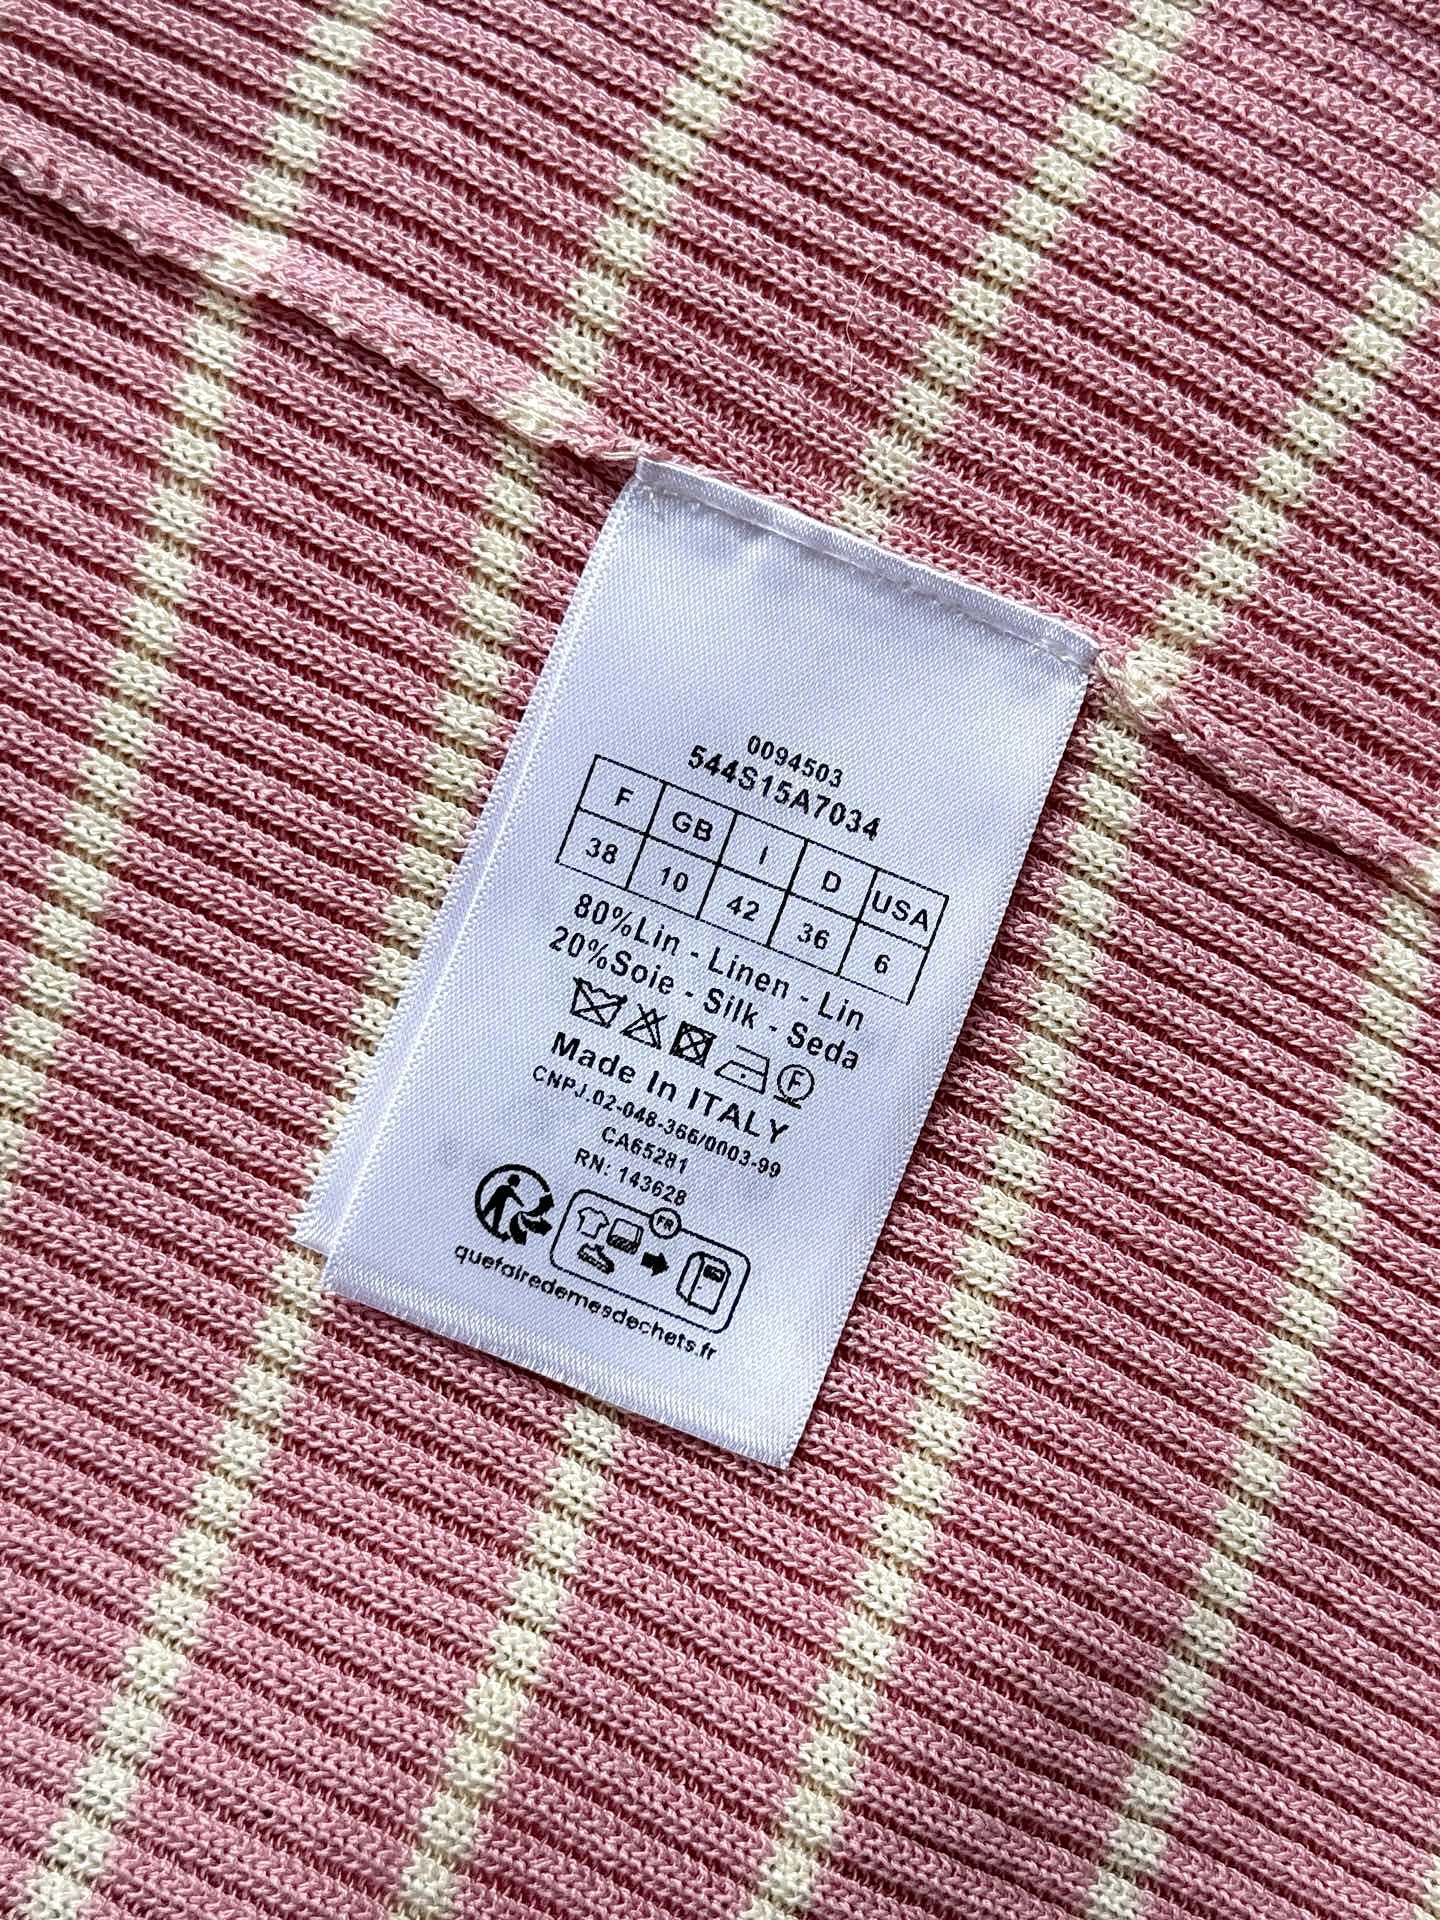 0094503
544S15A7034
F GB I D USA
38 10 42 36 6
80%Lin - Linen - Lin
20%Soie - Silk - Seda
F
Made In ITALY
CNPJ.02-048-366/0003-99
CA65281
RN: 143628
FR
quefairedemesdechets.fr